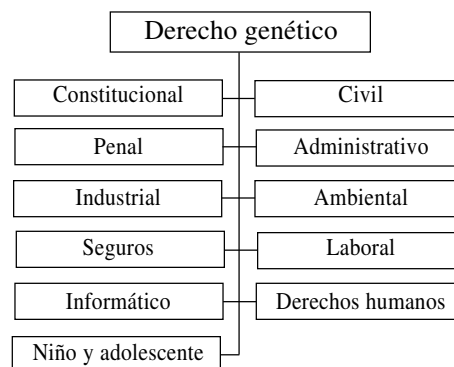 Derecho genético
Constitucional
Civil
Penal
Administrativo
Industrial
Ambiental
Seguros
Laboral
Informático
Derechos humanos
Niño y adolescente